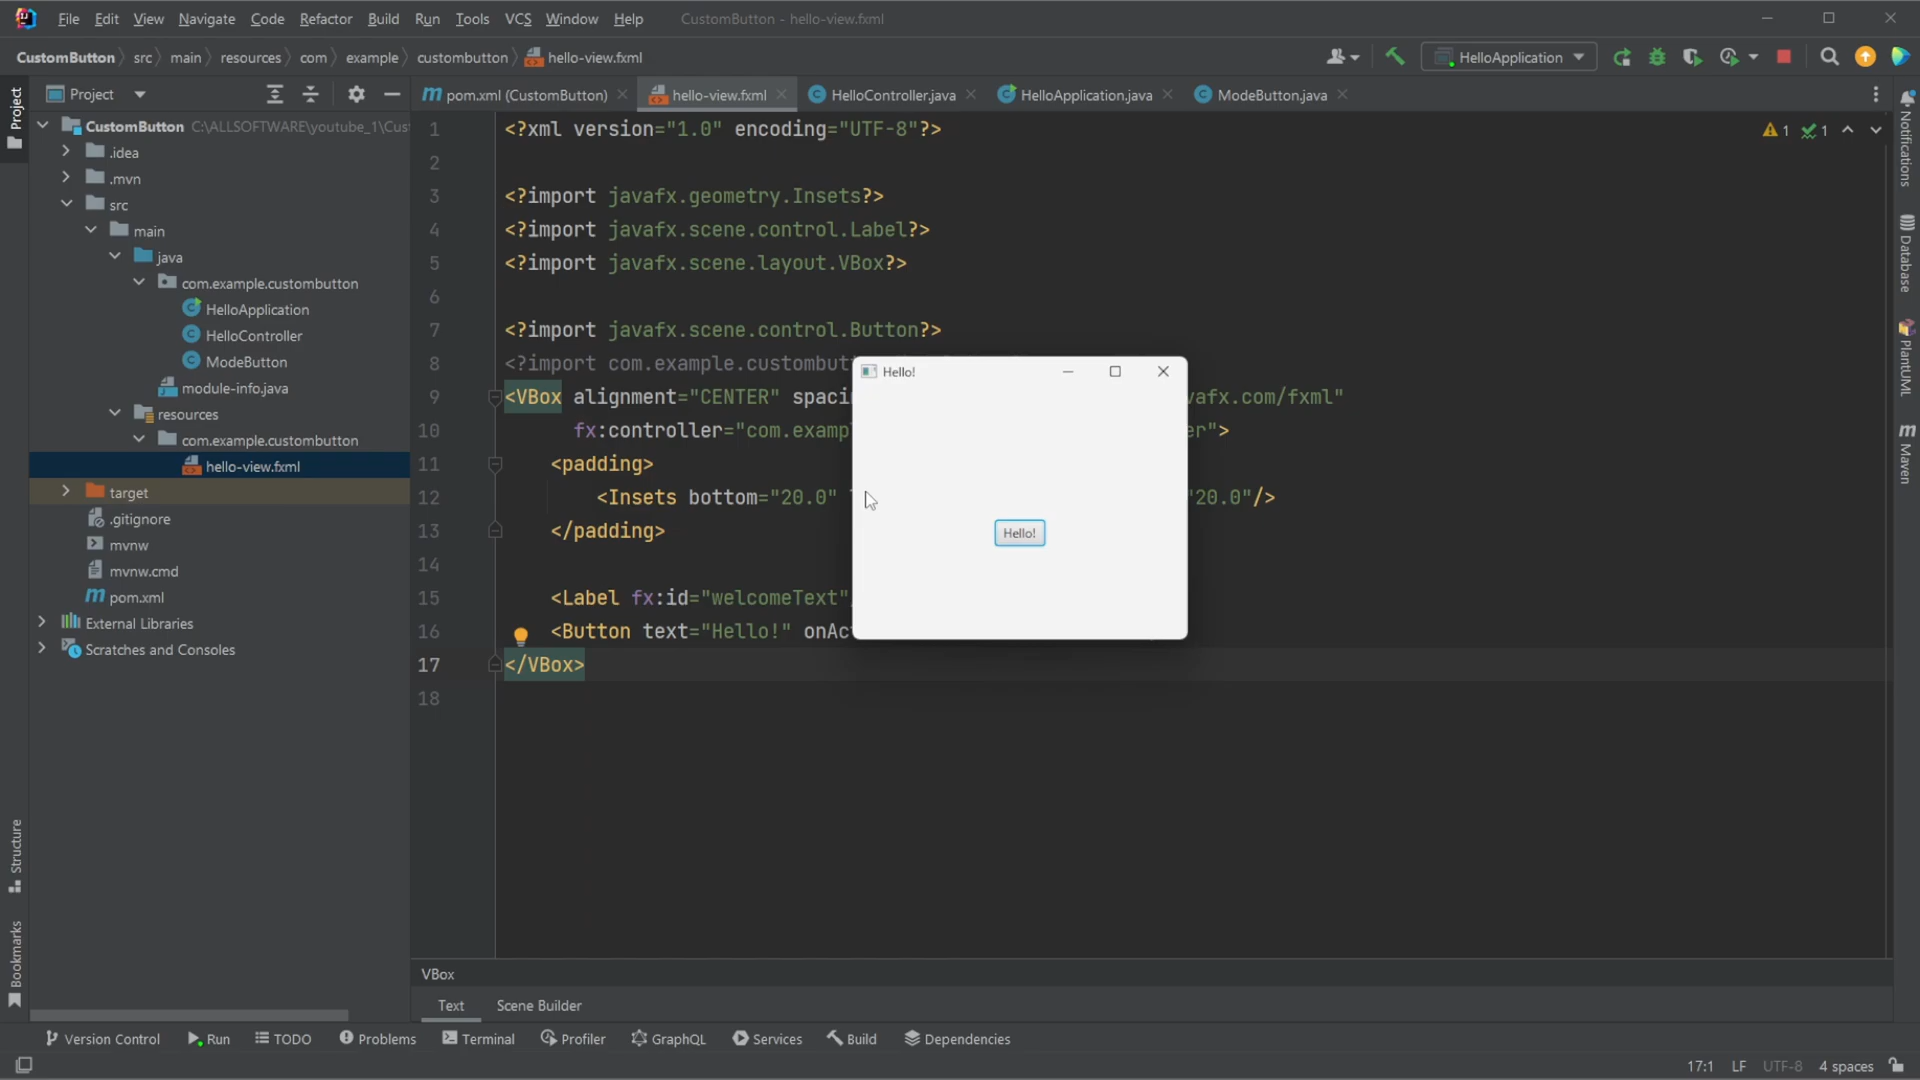 File Edit View Navigate Code Refactor Build Run Tools VCS Window Help CustomButton - hello-view.fxml
CustomButton src main resources com example custombutton hello-view.fxml HelloApplication
Project
pom.xml (CustomButton) hello-view.fxml HelloController.java HelloApplication.java ModeButton.java
Project
CustomButton C:\ALLSOFTWARE\youtube_1\Cus
.idea
.mvn
src
main
java
com.example.custombutton
HelloApplication
HelloController
ModeButton
module-info.java
resources
com.example.custombutton
hello-view.fxml
target
.gitignore
mvnw
mvnw.cmd
pom.xml
External Libraries
Scratches and Consoles
Structure
Bookmarks
1 <?xml version="1.0" encoding="UTF-8"?>
2
3 <?import javafx.geometry.Insets?>
4 <?import javafx.scene.control.Label?>
5 <?import javafx.scene.layout.VBox?>
6
7 <?import javafx.scene.control.Button?>
8 <?import com.example.custombut
9 <VBox alignment="CENTER" spaci vafx.com/fxml"
10 fx:controller="com.examp er">
11 <padding>
12 <Insets bottom="20.0" "20.0"/>
13 </padding>
14
15 <Label fx:id="welcomeText"
16 <Button text="Hello!" onAc
17 </VBox>
18
1 1
Hello!
Hello!
Notifications
Database
PlantUML
Maven
VBox
Text Scene Builder
Version Control Run TODO Problems Terminal Profiler GraphQL Services Build Dependencies
17:1 LF UTF-8 4 spaces